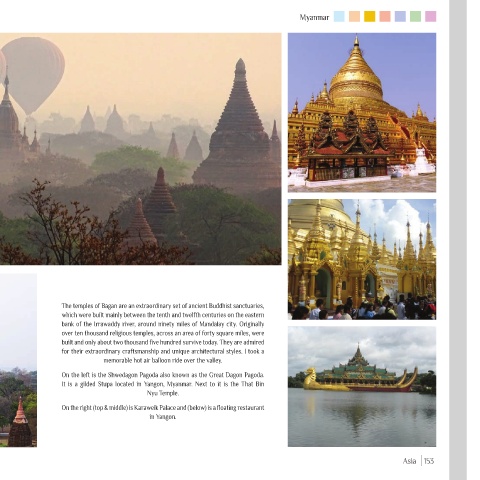 Myanmar
The temples of Bagan are an extraordinary set of ancient Buddhist sanctuaries,
which were built mainly between the tenth and twelfth centuries on the eastern
bank of the Irrawaddy river, around ninety miles of Mandalay city. Originally
over ten thousand religious temples, across an area of forty square miles, were
built and only about two thousand five hundred survive today. They are admired
for their extraordinary craftsmanship and unique architectural styles. I took a
memorable hot air balloon ride over the valley.
On the left is the Shwedagon Pagoda also known as the Great Dagon Pagoda.
It is a gilded Stupa located in Yangon, Myanmar. Next to it is the That Bin
Nyu Temple.
On the right (top & middle) is Karaweik Palace and (below) is a floating restaurant
in Yangon.
Asia 153